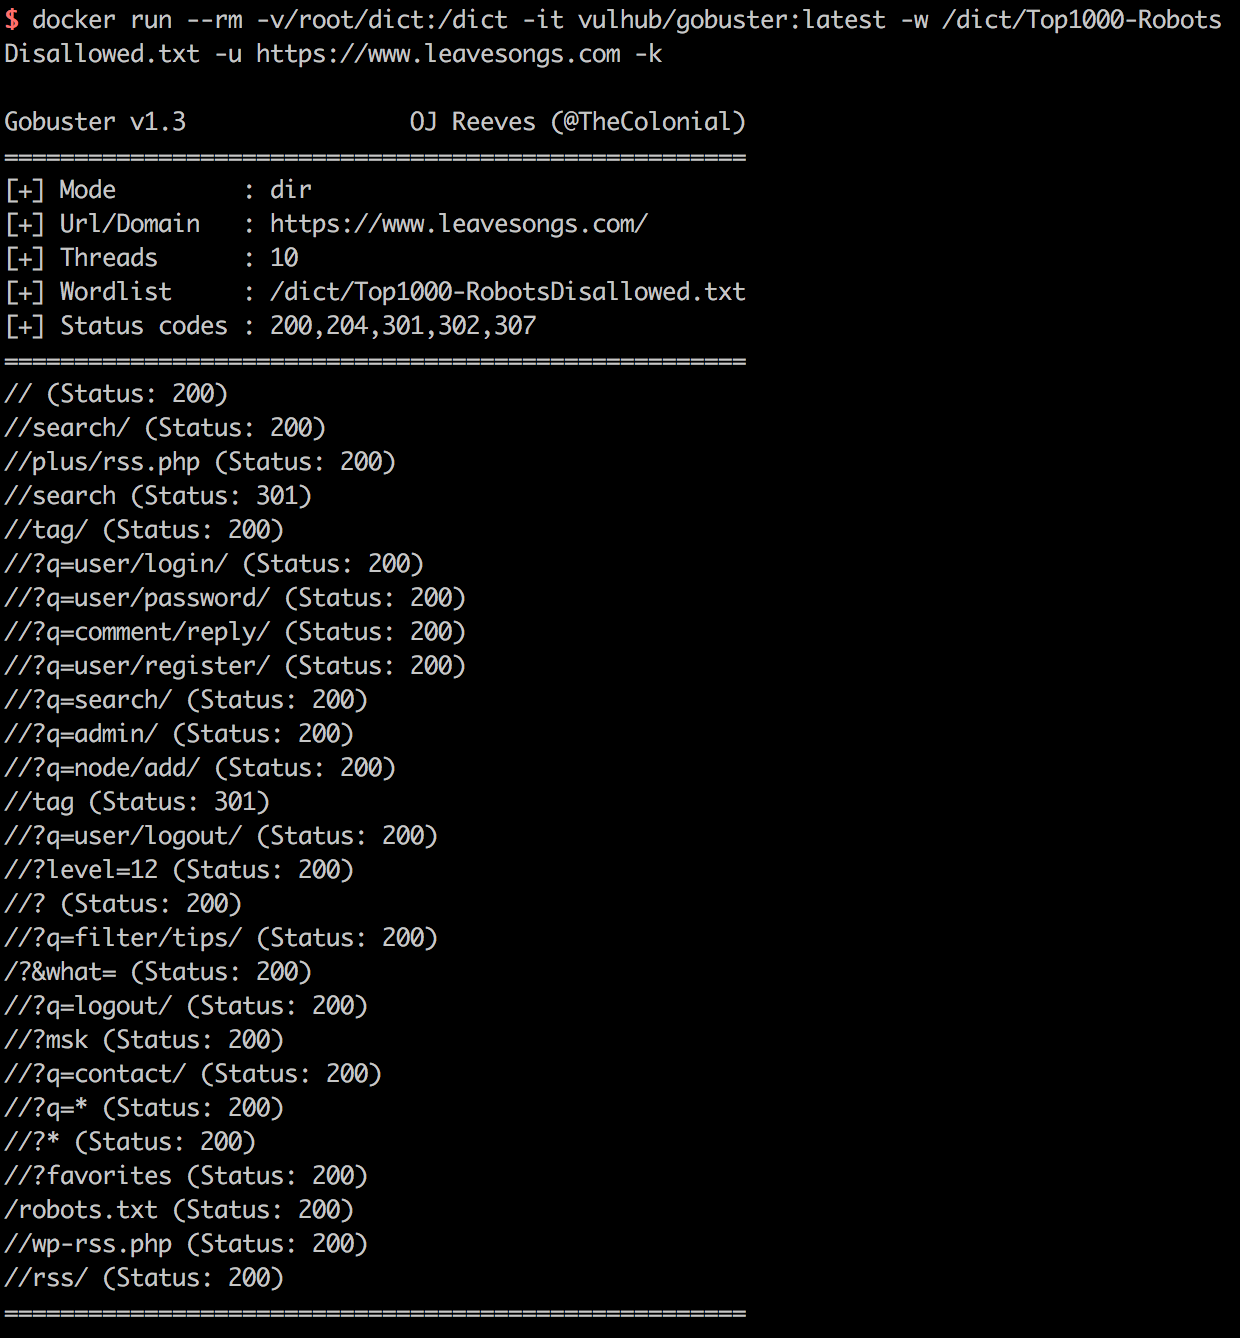 $ docker run --rm -v/root/dict:/dict -it vulhub/gobuster:latest -w /dict/Top1000-Robots
Disallowed.txt -u https://www.leavesongs.com -k
Gobuster v1.3 OJ Reeves (@TheColonial)
=====================================================
[+] Mode : dir
[+] Url/Domain : https://www.leavesongs.com/
[+] Threads : 10
[+] Wordlist : /dict/Top1000-RobotsDisallowed.txt
[+] Status codes : 200,204,301,302,307
=====================================================
// (Status: 200)
//search/ (Status: 200)
//plus/rss.php (Status: 200)
//search (Status: 301)
//tag/ (Status: 200)
//?q=user/login/ (Status: 200)
//?q=user/password/ (Status: 200)
//?q=comment/reply/ (Status: 200)
//?q=user/register/ (Status: 200)
//?q=search/ (Status: 200)
//?q=admin/ (Status: 200)
//?q=node/add/ (Status: 200)
//tag (Status: 301)
//?q=user/logout/ (Status: 200)
//?level=12 (Status: 200)
//? (Status: 200)
//?q=filter/tips/ (Status: 200)
/?&what= (Status: 200)
//?q=logout/ (Status: 200)
//?msk (Status: 200)
//?q=contact/ (Status: 200)
//?q=* (Status: 200)
//?* (Status: 200)
//?favorites (Status: 200)
/robots.txt (Status: 200)
//wp-rss.php (Status: 200)
//rss/ (Status: 200)
=====================================================